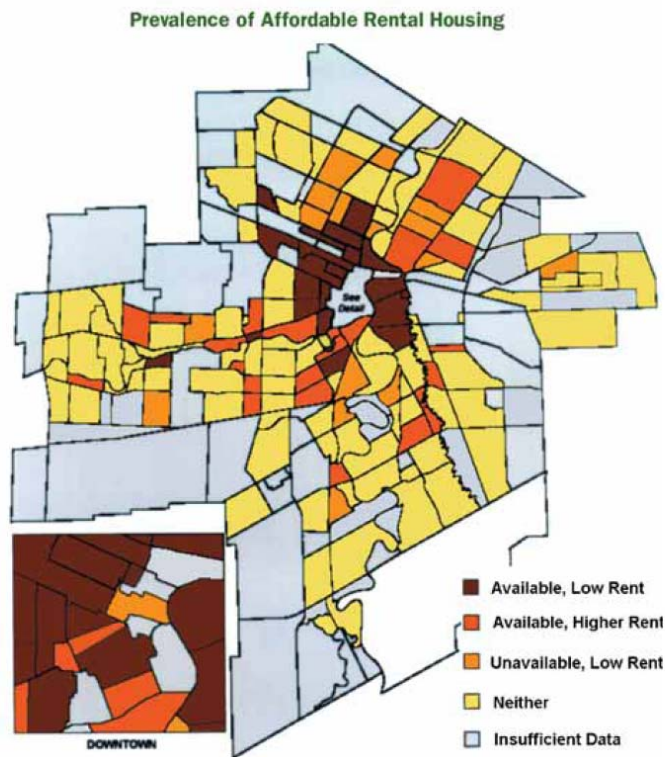 Prevalence of Affordable Rental Housing
See
Detail
Available, Low Rent
Available, Higher Rent
Unavailable, Low Rent
Neither
Insufficient Data
DOWNTOWN